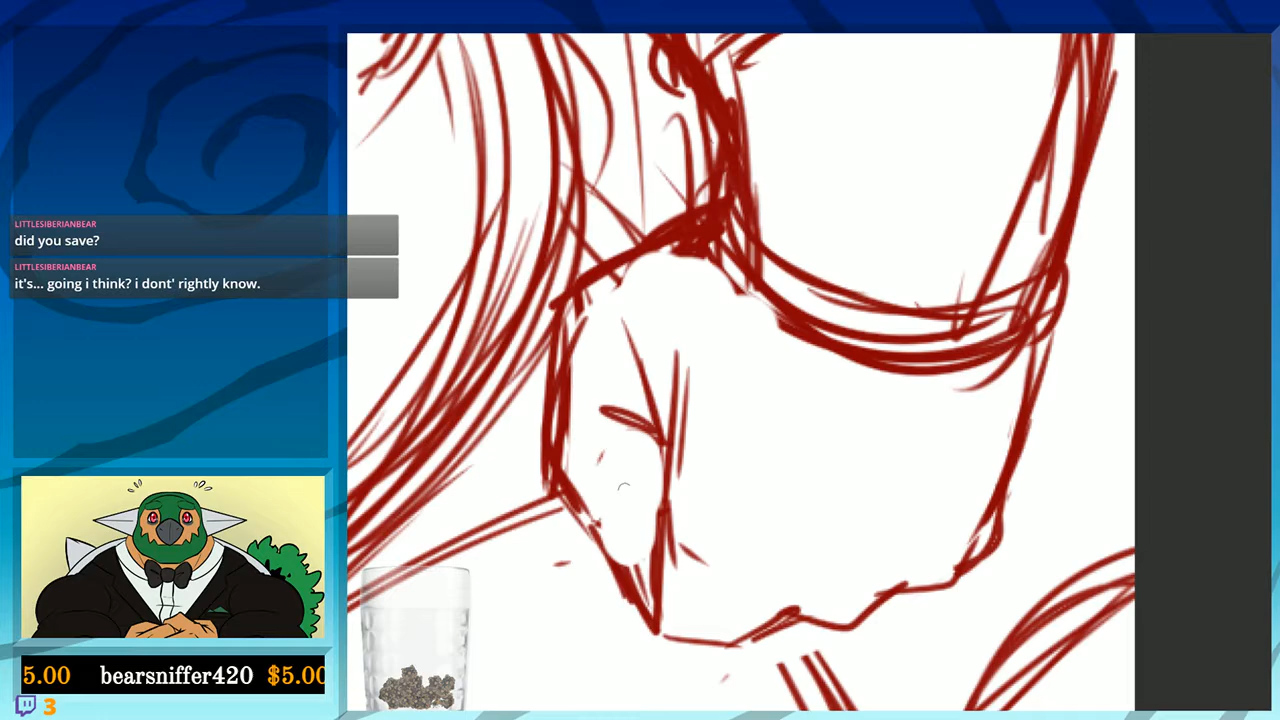 LITTLESIBERIANBEAR
did you save?
LITTLESIBERIANBEAR
it's... going i think? i dont' rightly know.
5.00 bearsniffer420 $5.00
3